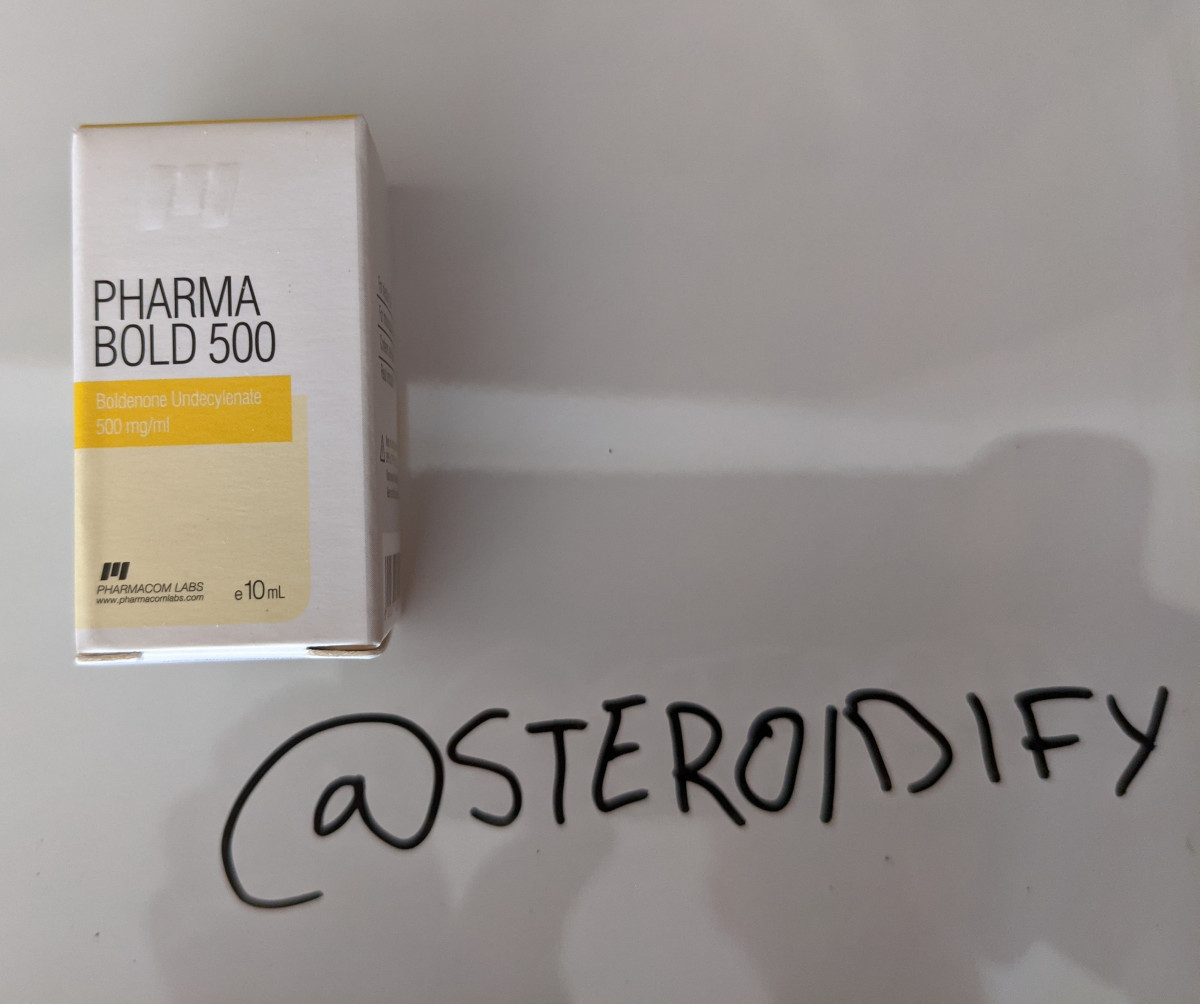 PHARMA
BOLD 500
Boldenone Undecylenate
500 mg/ml
PHARMACOM LABS
www.pharmacomlabs.com
e 10 mL
@STEROIDIFY